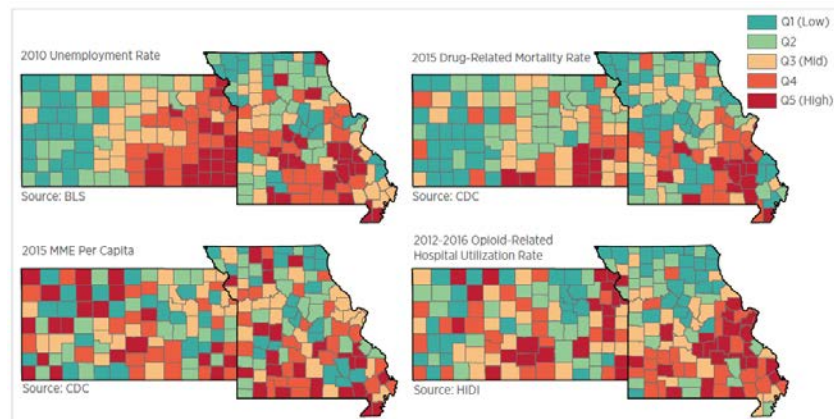 2010 Unemployment Rate
Source: BLS
2015 Drug-Related Mortality Rate
Source: CDC
Q1 (Low)
Q2
Q3 (Mid)
Q4
Q5 (High)
2015 MME Per Capita
Source: CDC
2012-2016 Opioid-Related
Hospital Utilization Rate
Source: HIDI